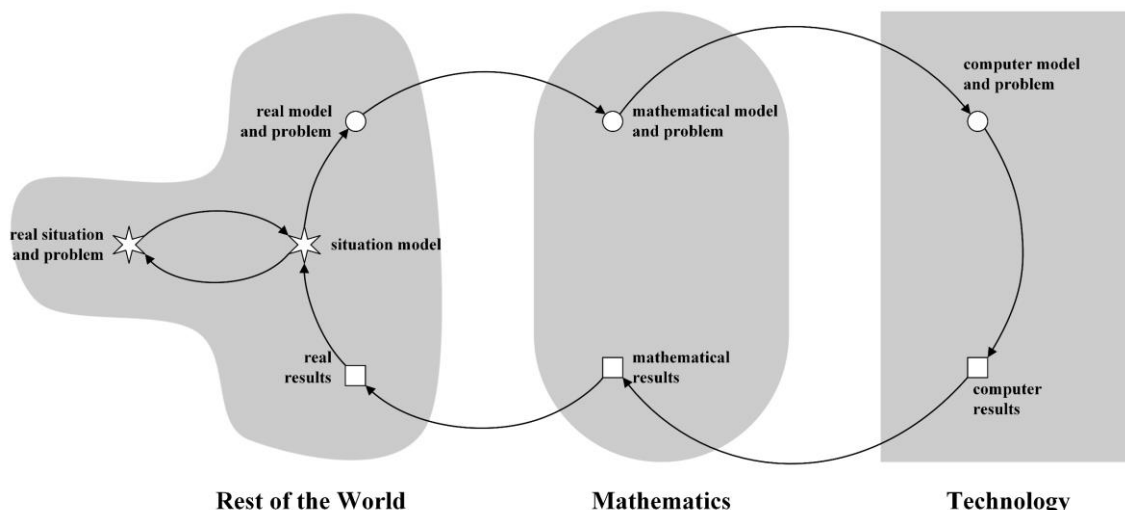 real model
and problem
mathematical model
and problem
computer model
and problem
real situation
and problem
situation model
real
results
mathematical
results
computer
results
Rest of the World
Mathematics
Technology